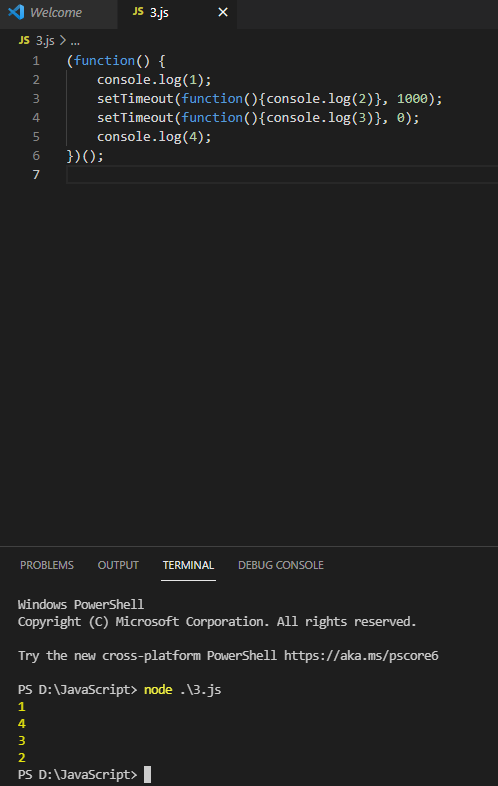 Welcome JS 3.js ✕
JS 3.js > ...
1 (function() {
2     console.log(1);
3     setTimeout(function(){console.log(2)}, 1000);
4     setTimeout(function(){console.log(3)}, 0);
5     console.log(4);
6 })();
7
PROBLEMS OUTPUT TERMINAL DEBUG CONSOLE
Windows PowerShell
Copyright (C) Microsoft Corporation. All rights reserved.
Try the new cross-platform PowerShell https://aka.ms/pscore6
PS D:\JavaScript> node .\3.js
1
4
3
2
PS D:\JavaScript>